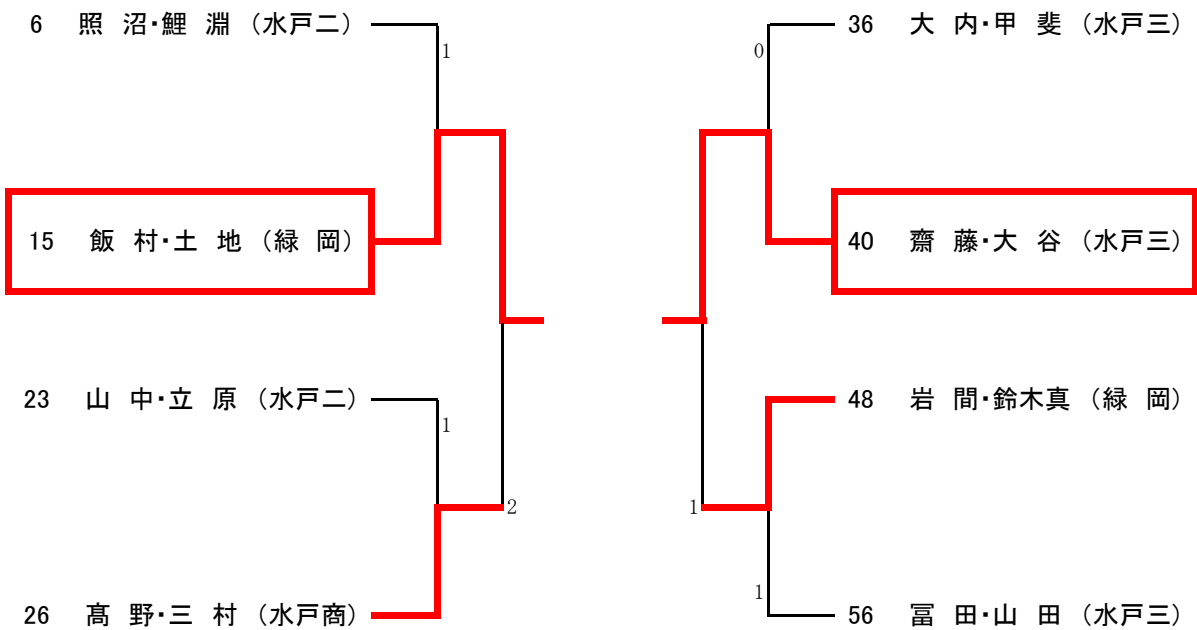 6 照 沼・鯉 淵 (水戸二)
1
15 飯 村・土 地 (緑 岡)
23 山 中・立 原 (水戸二)
1
2
26 髙 野・三 村 (水戸商)
36 大 内・甲 斐 (水戸三)
0
40 齋 藤・大 谷 (水戸三)
48 岩 間・鈴木真 (緑 岡)
1
1
56 冨 田・山 田 (水戸三)